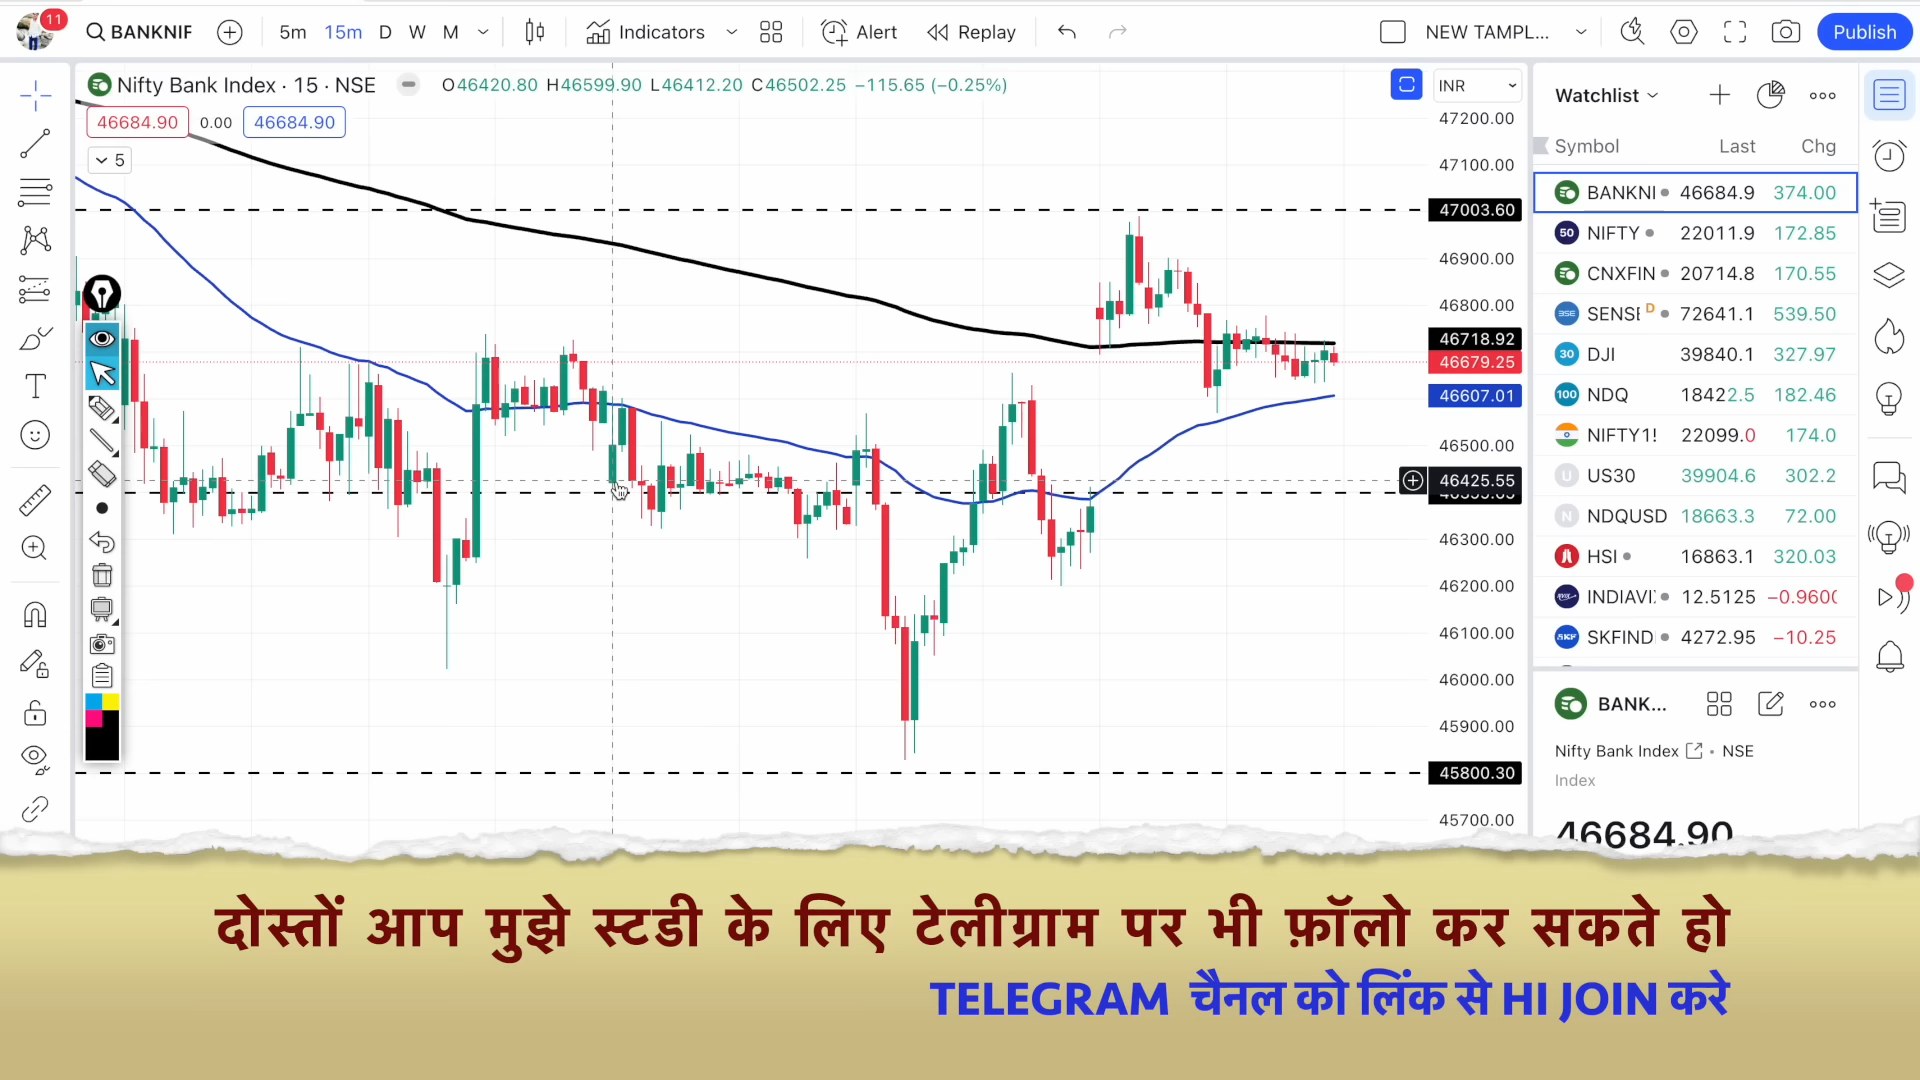 11
BANKNIF
5m 15m D W M
Indicators
Alert
Replay
NEW TAMPL...
Publish
Nifty Bank Index · 15 · NSE
O46420.80 H46599.90 L46412.20 C46502.25 −115.65 (−0.25%)
INR
46684.90 0.00 46684.90
5
47200.00
47100.00
47003.60
46900.00
46800.00
46718.92
46679.25
46607.01
46500.00
46425.55
46300.00
46200.00
46100.00
46000.00
45900.00
45800.30
45700.00
Watchlist
Symbol Last Chg
BANKNI 46684.9 374.00
NIFTY 22011.9 172.85
CNXFIN 20714.8 170.55
SENSE D 72641.1 539.50
DJI 39840.1 327.97
NDQ 18422.5 182.46
NIFTY1! 22099.0 174.0
US30 39904.6 302.2
NDQUSD 18663.3 72.00
HSI 16863.1 320.03
INDIAVI 12.5125 −0.960
SKFIND 4272.95 −10.25
BANK...
Nifty Bank Index • NSE
Index
46684.90
दोस्तों आप मुझे स्टडी के लिए टेलीग्राम पर भी फ़ॉलो कर सकते हो
TELEGRAM चैनल को लिंक से HI JOIN करे